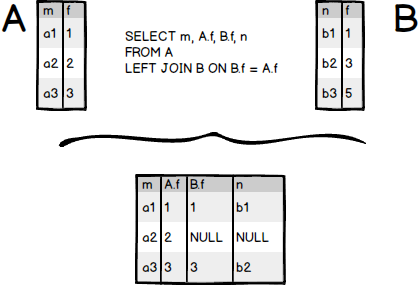 A
m f
a1 1
a2 2
a3 3
SELECT m, A.f, B.f, n
FROM A
LEFT JOIN B ON B.f = A.f
n f
b1 1
b2 3
b3 5
B
m A.f B.f n
a1 1 1 b1
a2 2 NULL NULL
a3 3 3 b2